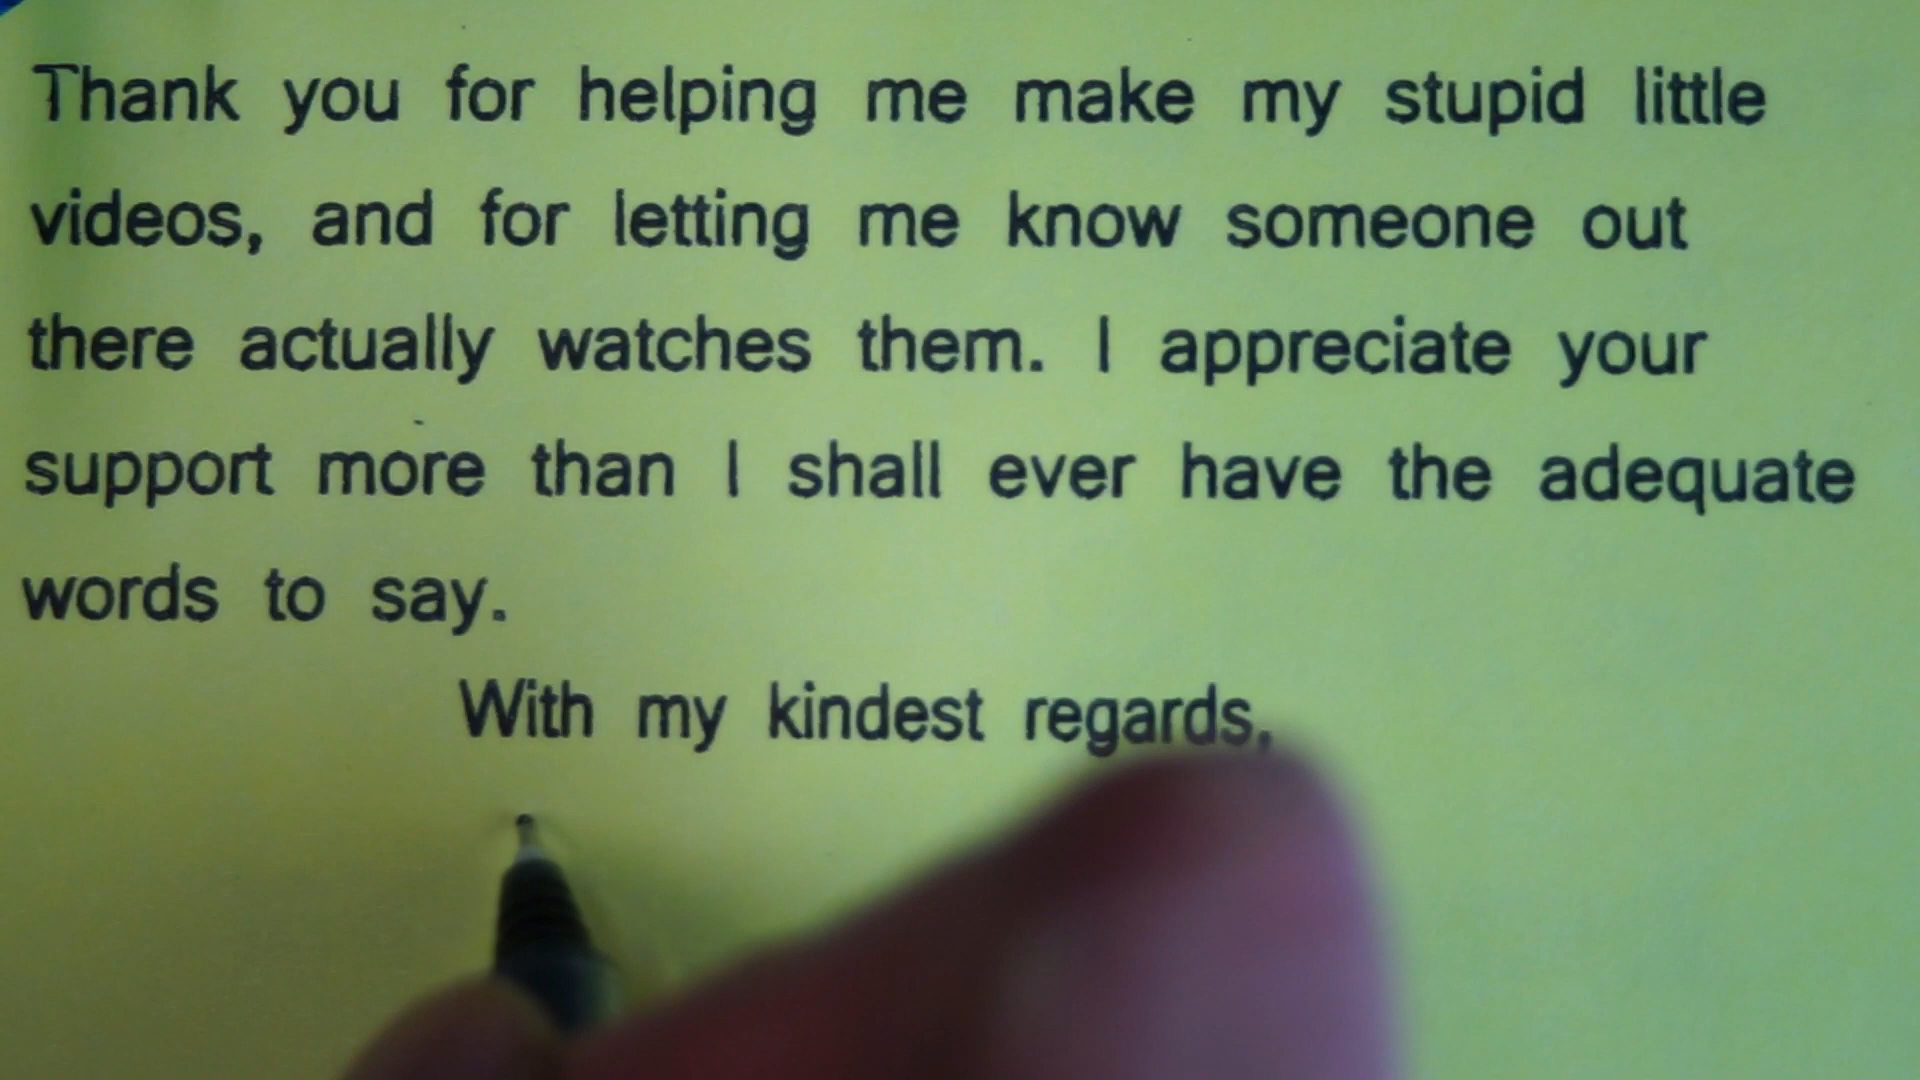 Thank you for helping me make my stupid little
videos, and for letting me know someone out
there actually watches them. I appreciate your
support more than I shall ever have the adequate
words to say.
With my kindest regards,